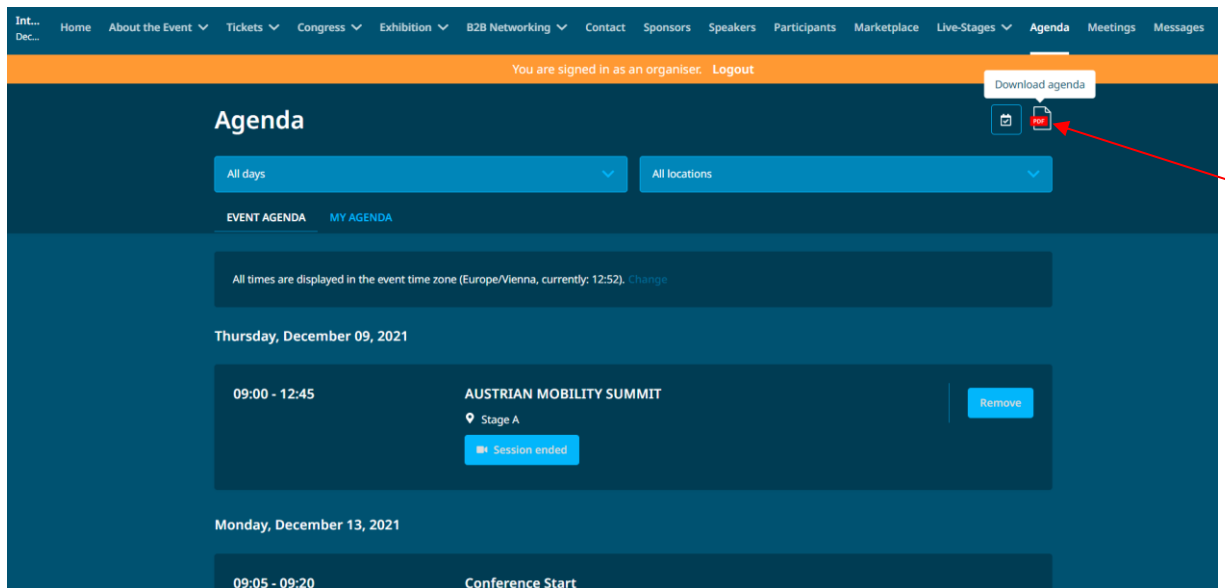 Int... Home About the Event Tickets Congress Exhibition B2B Networking Contact Sponsors Speakers Participants Marketplace Live-Stages Agenda Meetings Messages
Dec...
You are signed in as an organiser. Logout
Download agenda
Agenda
PDF
All days All locations
EVENT AGENDA MY AGENDA
All times are displayed in the event time zone (Europe/Vienna, currently: 12:52). Change
Thursday, December 09, 2021
09:00 - 12:45 AUSTRIAN MOBILITY SUMMIT
Remove
Stage A
Session ended
Monday, December 13, 2021
09:05 - 09:20 Conference Start